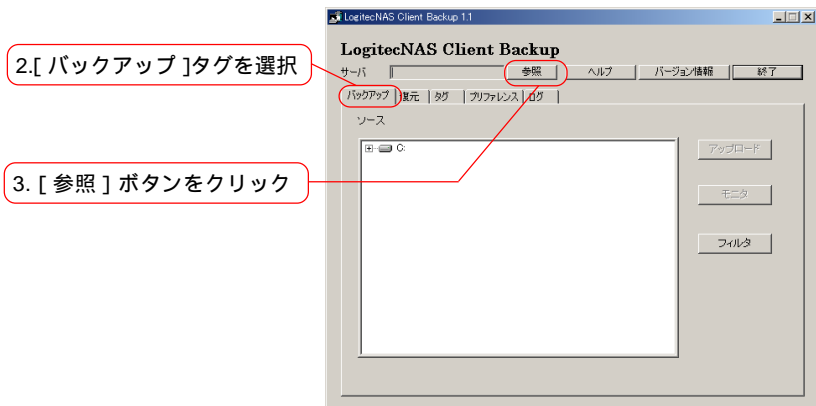 LogitecNAS Client Backup 1.1
LogitecNAS Client Backup
サーバ 参照 ヘルプ バージョン情報 終了
2.[ バックアップ ]タグを選択
バックアップ 復元 タグ プリファレンス ログ
ソース
C:
アップロード
3. [ 参照 ] ボタンをクリック
モニタ
フィルタ